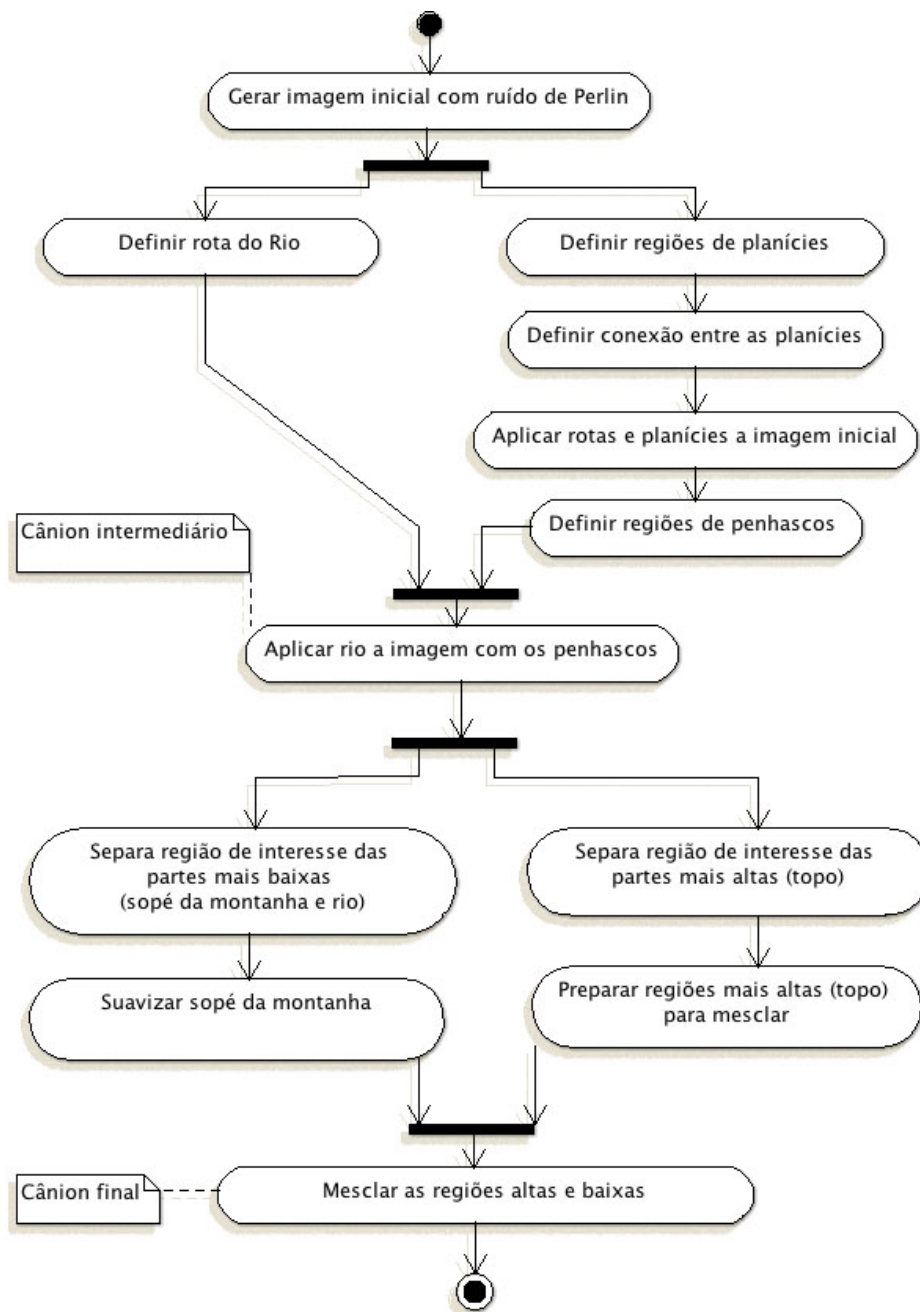 Gerar imagem inicial com ruído de Perlin
Definir rota do Rio
Definir regiões de planícies
Definir conexão entre as planícies
Aplicar rotas e planícies a imagem inicial
Definir regiões de penhascos
Cânion intermediário
Aplicar rio a imagem com os penhascos
Separa região de interesse das
partes mais baixas
(sopé da montanha e rio)
Separa região de interesse das
partes mais altas (topo)
Suavizar sopé da montanha
Preparar regiões mais altas (topo)
para mesclar
Cânion final
Mesclar as regiões altas e baixas